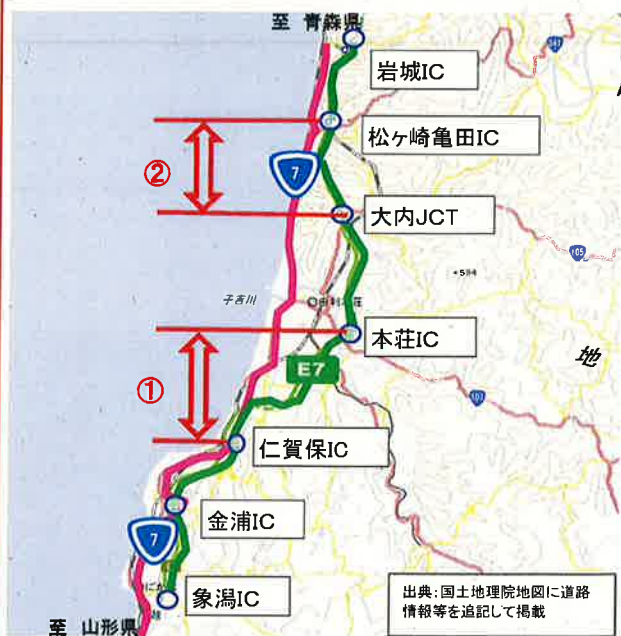 至 青森県
岩城IC
松ヶ崎亀田IC
②
7
大内JCT
105
子吉川
本荘IC
地
E7
①
仁賀保IC
金浦IC
7
象潟IC
出典:国土地理院地図に道路
情報等を追記して掲載
至 山形県